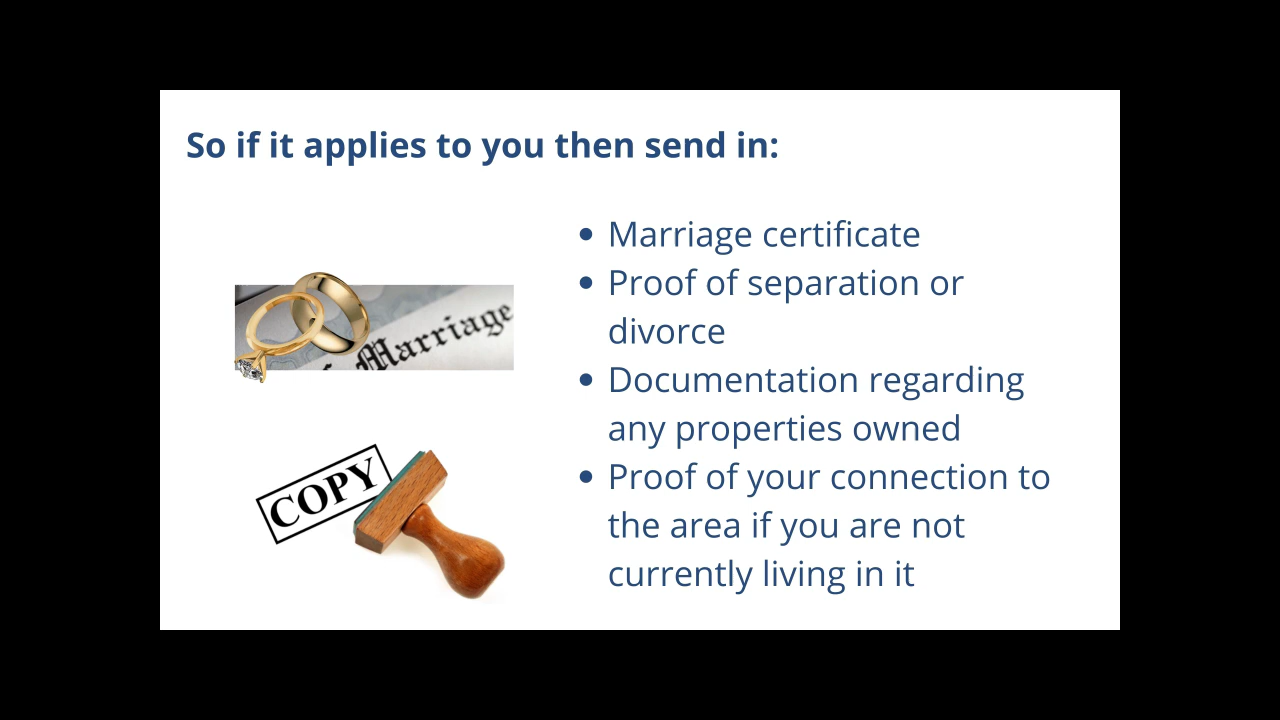 So if it applies to you then send in:
Marriage
COPY
• Marriage certificate
• Proof of separation or
divorce
• Documentation regarding
any properties owned
• Proof of your connection to
the area if you are not
currently living in it